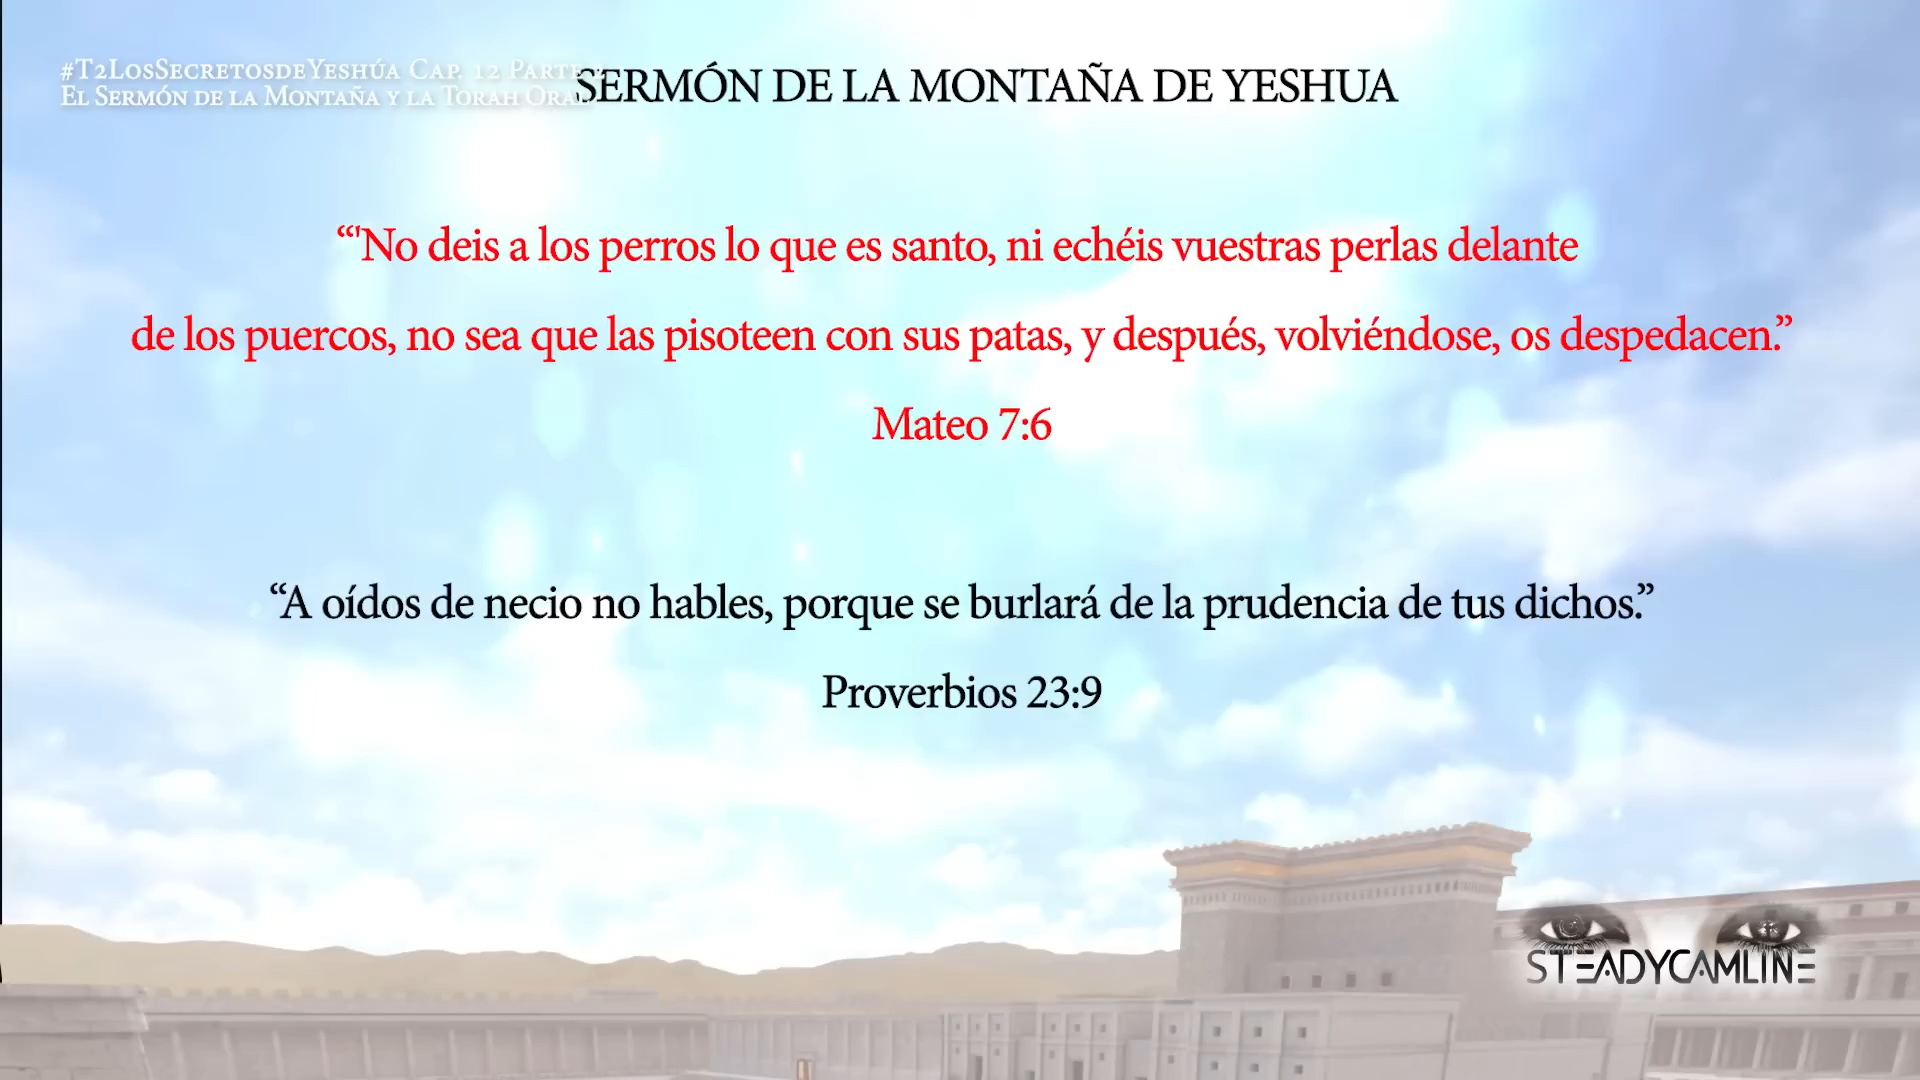 #T2LosSecretosdeYeshúa Cap. 12 Parte
El Sermón de la Montaña y la Torah Oral
SERMÓN DE LA MONTAÑA DE YESHUA
“'No deis a los perros lo que es santo, ni echéis vuestras perlas delante
de los puercos, no sea que las pisoteen con sus patas, y después, volviéndose, os despedacen.”
Mateo 7:6
“A oídos de necio no hables, porque se burlará de la prudencia de tus dichos.”
Proverbios 23:9
STEADYCAMLINE